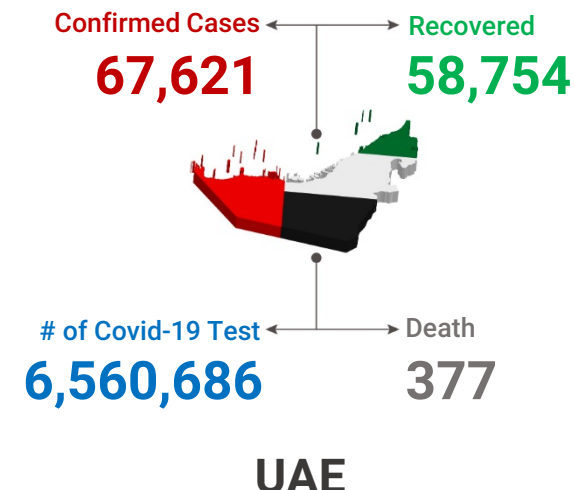 Confirmed Cases
67,621
Recovered
58,754
# of Covid-19 Test
6,560,686
Death
377
UAE